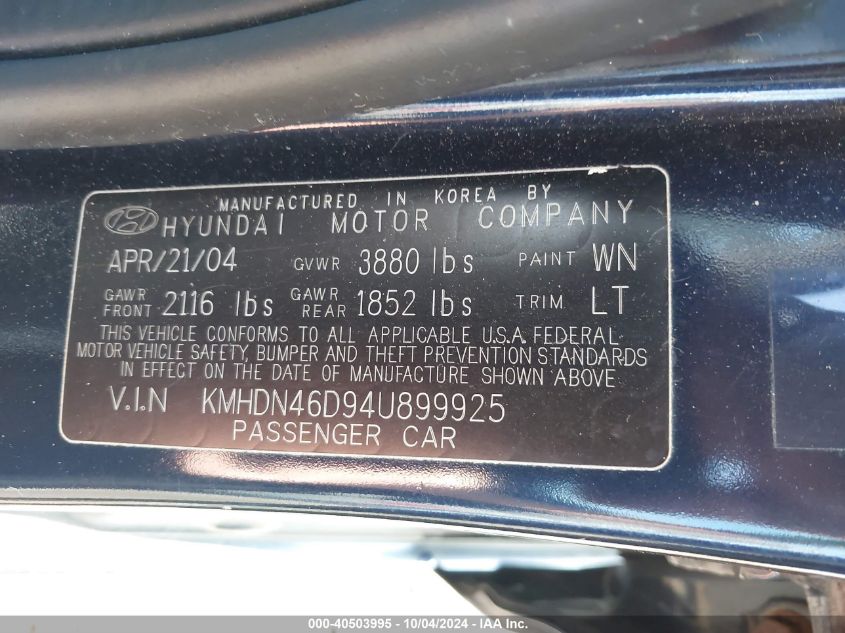 MANUFACTURED IN KOREA BY
HYUNDAI MOTOR COMPANY
APR/21/04 GVWR 3880 lbs PAINT WN
GAWR FRONT 2116 lbs GAWR REAR 1852 lbs TRIM LT
THIS VEHICLE CONFORMS TO ALL APPLICABLE U.S.A. FEDERAL
MOTOR VEHICLE SAFETY, BUMPER AND THEFT PREVENTION STANDARDS
IN EFFECT ON THE DATE OF MANUFACTURE SHOWN ABOVE
V.I.N KMHDN46D94U899925
PASSENGER CAR
000-40503995 - 10/04/2024 - IAA Inc.